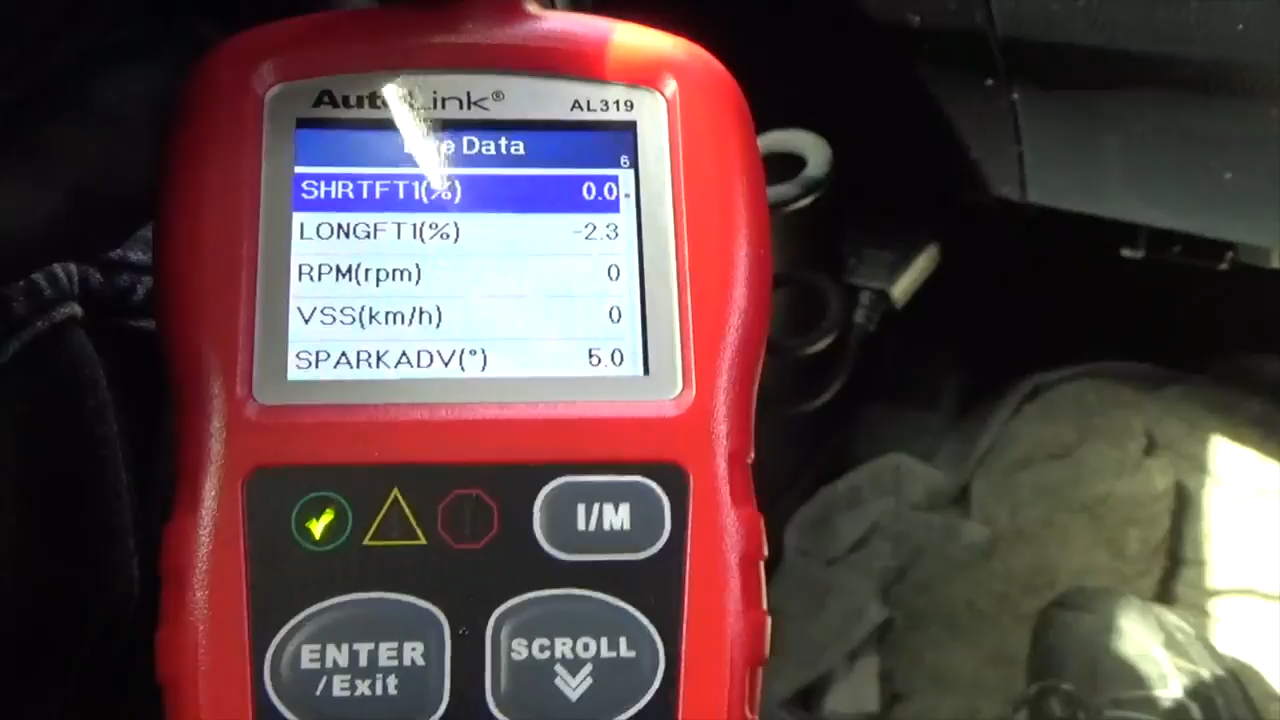 AutoLink®
AL319
Live Data
6
SHRTFT1(%) 0.0
LONGFT1(%) -2.3
RPM(rpm) 0
VSS(km/h) 0
SPARKADV(°) 5.0
I/M
ENTER
/Exit
SCROLL